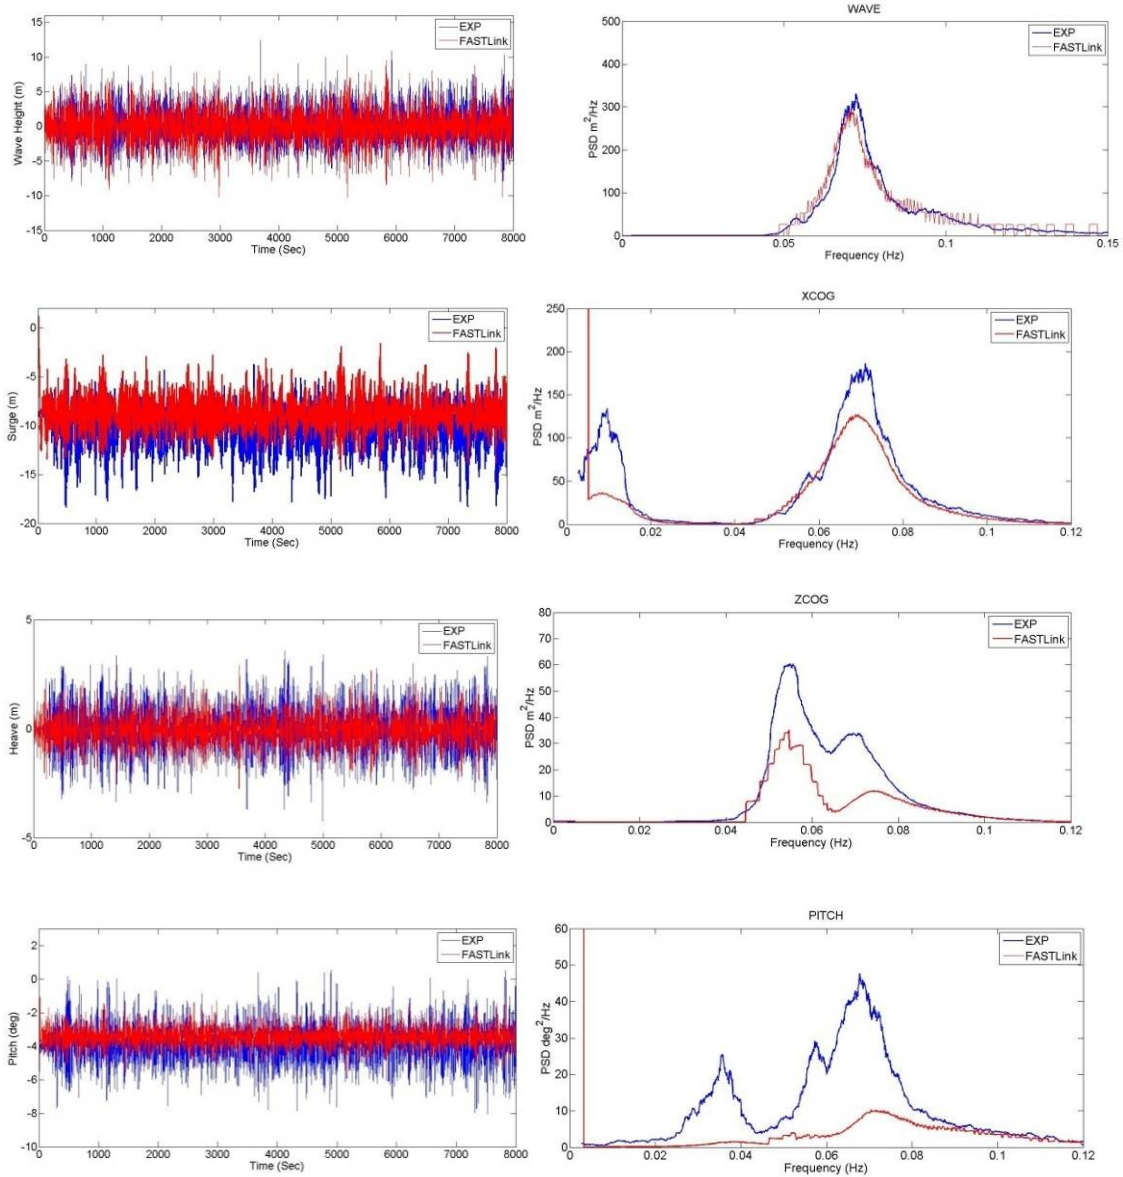 15
10
5
0
-5
-10
-15
Wave Height (m)
0 1000 2000 3000 4000 5000 6000 7000 8000
Time (Sec)
EXP
FASTLink
WAVE
500
400
300
200
100
0
PSD m²/Hz
0 0.05 0.1 0.15
Frequency (Hz)
EXP
FASTLink
0
-5
-10
-15
-20
Surge (m)
0 1000 2000 3000 4000 5000 6000 7000 8000
Time (Sec)
EXP
FASTLink
XCOG
250
200
150
100
50
0
PSD m²/Hz
0 0.02 0.04 0.06 0.08 0.1 0.12
Frequency (Hz)
EXP
FASTLink
5
0
-5
Heave (m)
0 1000 2000 3000 4000 5000 6000 7000 8000
Time (Sec)
EXP
FASTLink
ZCOG
80
70
60
50
40
30
20
10
0
PSD m²/Hz
0 0.02 0.04 0.06 0.08 0.1 0.12
Frequency (Hz)
EXP
FASTLink
2
0
-2
-4
-6
-8
-10
Pitch (deg)
0 1000 2000 3000 4000 5000 6000 7000 8000
Time (Sec)
EXP
FASTLink
PITCH
60
50
40
30
20
10
0
PSD deg²/Hz
0 0.02 0.04 0.06 0.08 0.1 0.12
Frequency (Hz)
EXP
FASTLink